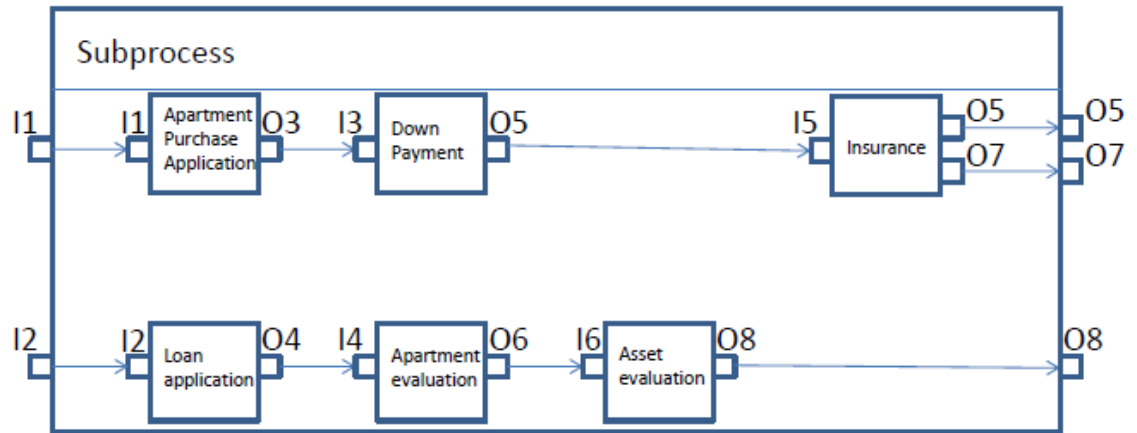 Subprocess
I1 I1 Apartment Purchase Application O3 I3 Down Payment O5 I5 Insurance O5 O5
O7 O7
I2 I2 Loan application O4 I4 Apartment evaluation O6 I6 Asset evaluation O8 O8